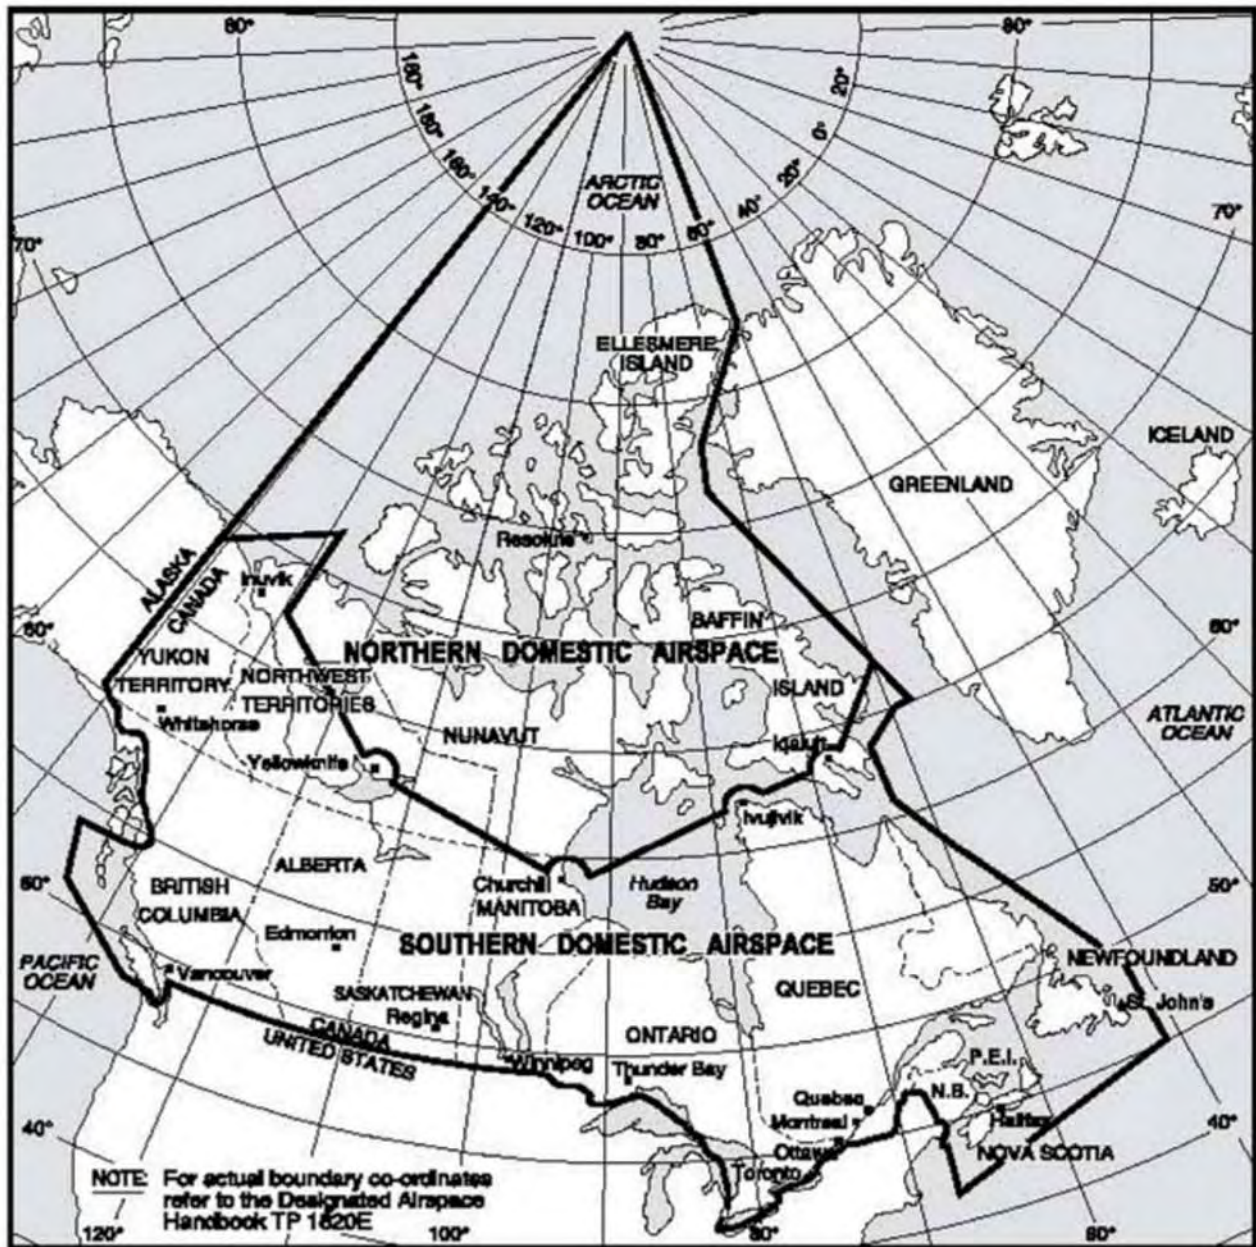 80°
80°
180°
180°
160°
140°
120°
100°
80°
60°
40°
20°
0°
20°
ARCTIC
OCEAN
70°
70°
ELLESMERE
ISLAND
ICELAND
GREENLAND
Resolute
ALASKA
CANADA
Inuvik
BAFFIN
ISLAND
60°
60°
NORTHERN DOMESTIC AIRSPACE
YUKON
TERRITORY
NORTHWEST
TERRITORIES
Whitehorse
NUNAVUT
Iqaluit
ATLANTIC
OCEAN
Yellowknife
Ivujivik
ALBERTA
BRITISH
COLUMBIA
Churchill
MANITOBA
Hudson
Bay
50°
50°
Edmonton
SOUTHERN DOMESTIC AIRSPACE
NEWFOUNDLAND
PACIFIC
OCEAN
Vancouver
SASKATCHEWAN
Regina
QUEBEC
St. John's
CANADA
UNITED STATES
ONTARIO
Winnipeg
Thunder Bay
P.E.I.
N.B.
Quebec
Montreal
Halifax
Ottawa
NOVA SCOTIA
Toronto
40°
40°
NOTE: For actual boundary co-ordinates
refer to the Designated Airspace
Handbook TP 1820E
120°
100°
80°
60°